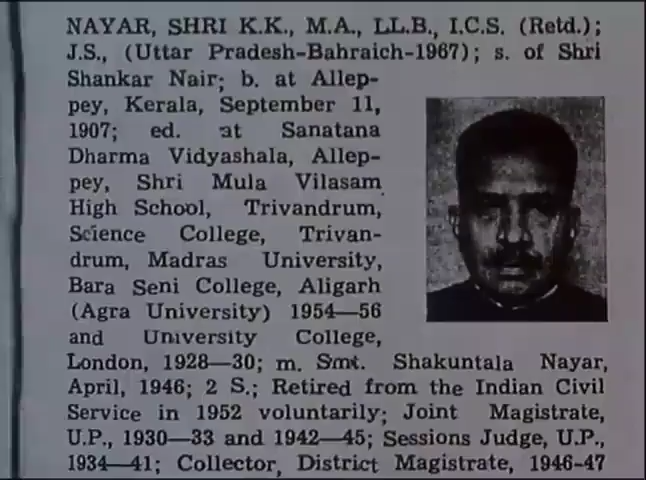 NAYAR, SHRI K.K., M.A., LL.B., I.C.S. (Retd.);
J.S., (Uttar Pradesh-Bahraich-1967); s. of Shri
Shankar Nair; b. at Allep-
pey, Kerala, September 11,
1907; ed. at Sanatana
Dharma Vidyashala, Allep-
pey, Shri Mula Vilasam
High School, Trivandrum,
Science College, Trivan-
drum, Madras University,
Bara Seni College, Aligarh
(Agra University) 1954—56
and University College,
London, 1928—30; m. Smt. Shakuntala Nayar,
April, 1946; 2 S.; Retired from the Indian Civil
Service in 1952 voluntarily; Joint Magistrate,
U.P., 1930—33 and 1942—45; Sessions Judge, U.P.,
1934—41; Collector, District Magistrate, 1946-47